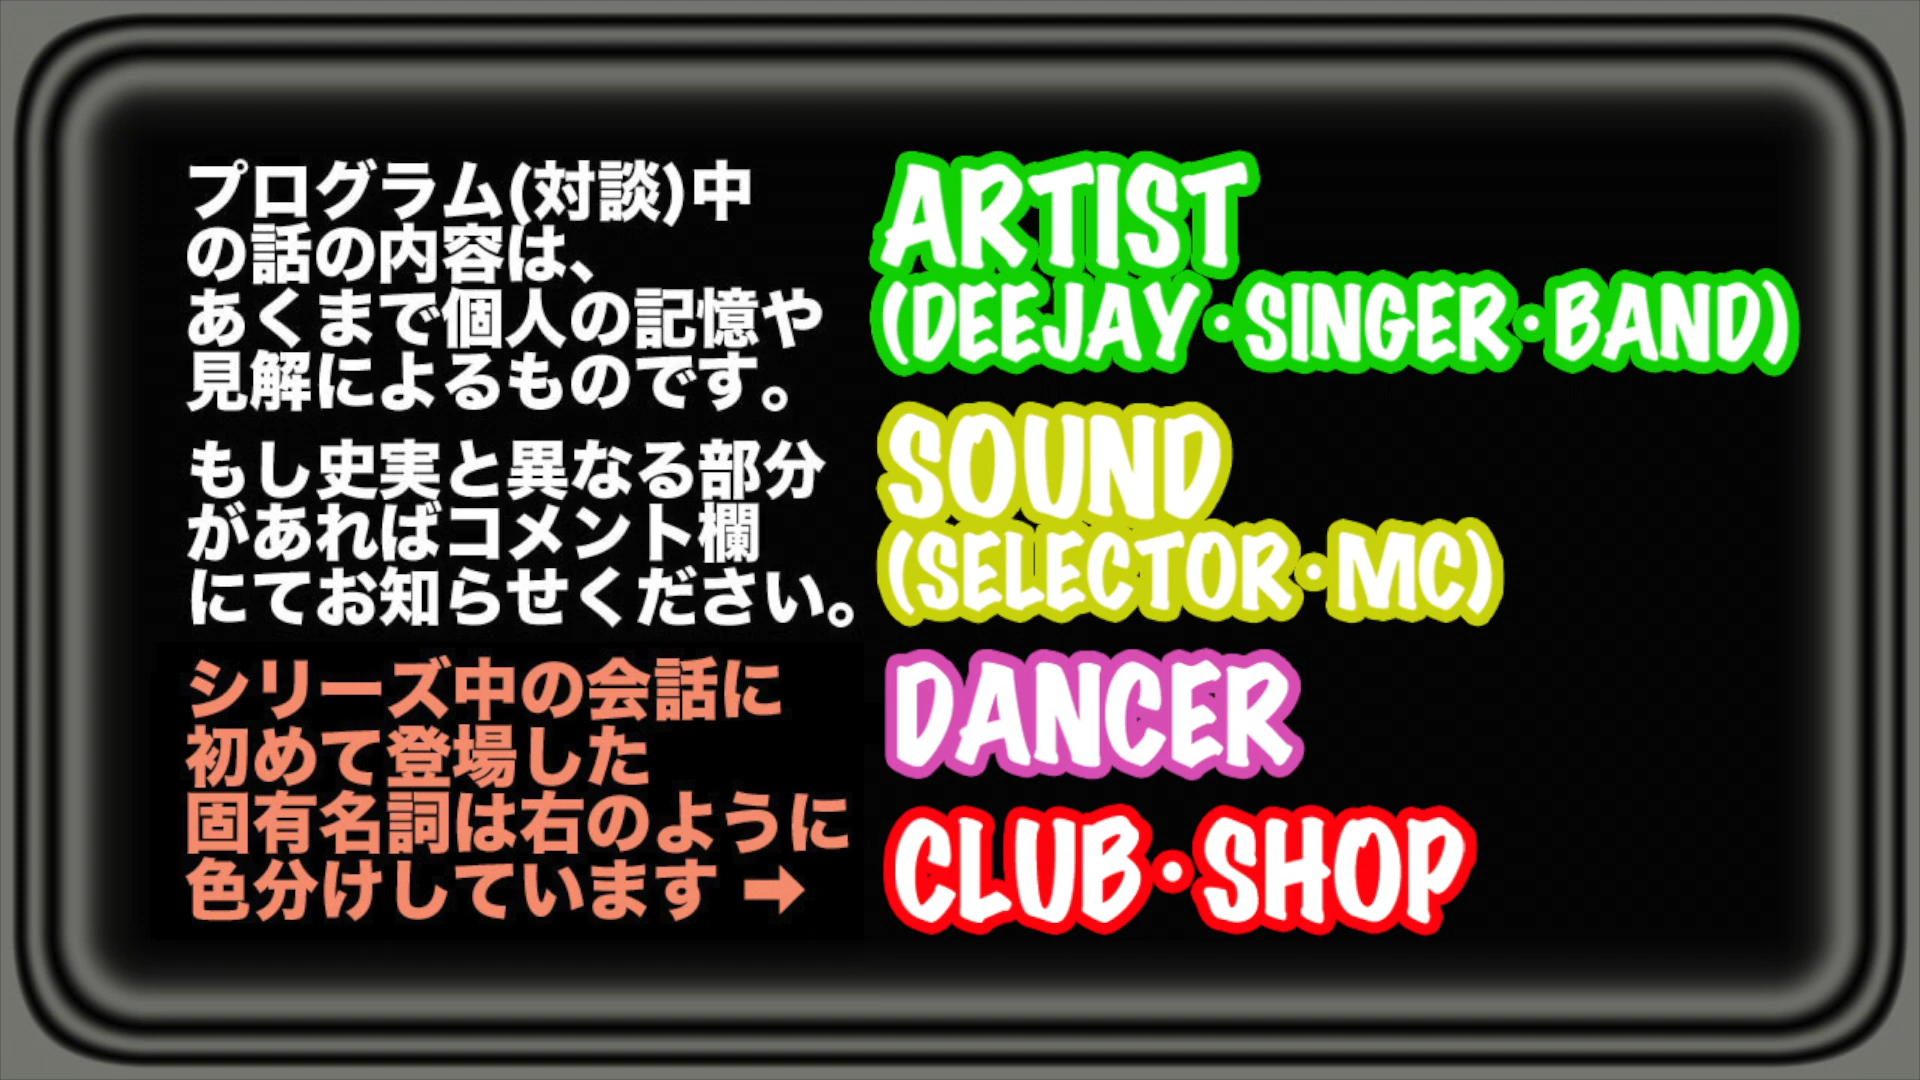 プログラム(対談)中
の話の内容は、
あくまで個人の記憶や
見解によるものです。
もし史実と異なる部分
があればコメント欄
にてお知らせください。
シリーズ中の会話に
初めて登場した
固有名詞は右のように
色分けしています ➡
ARTIST
(DEEJAY・SINGER・BAND)
SOUND
(SELECTOR・MC)
DANCER
CLUB・SHOP